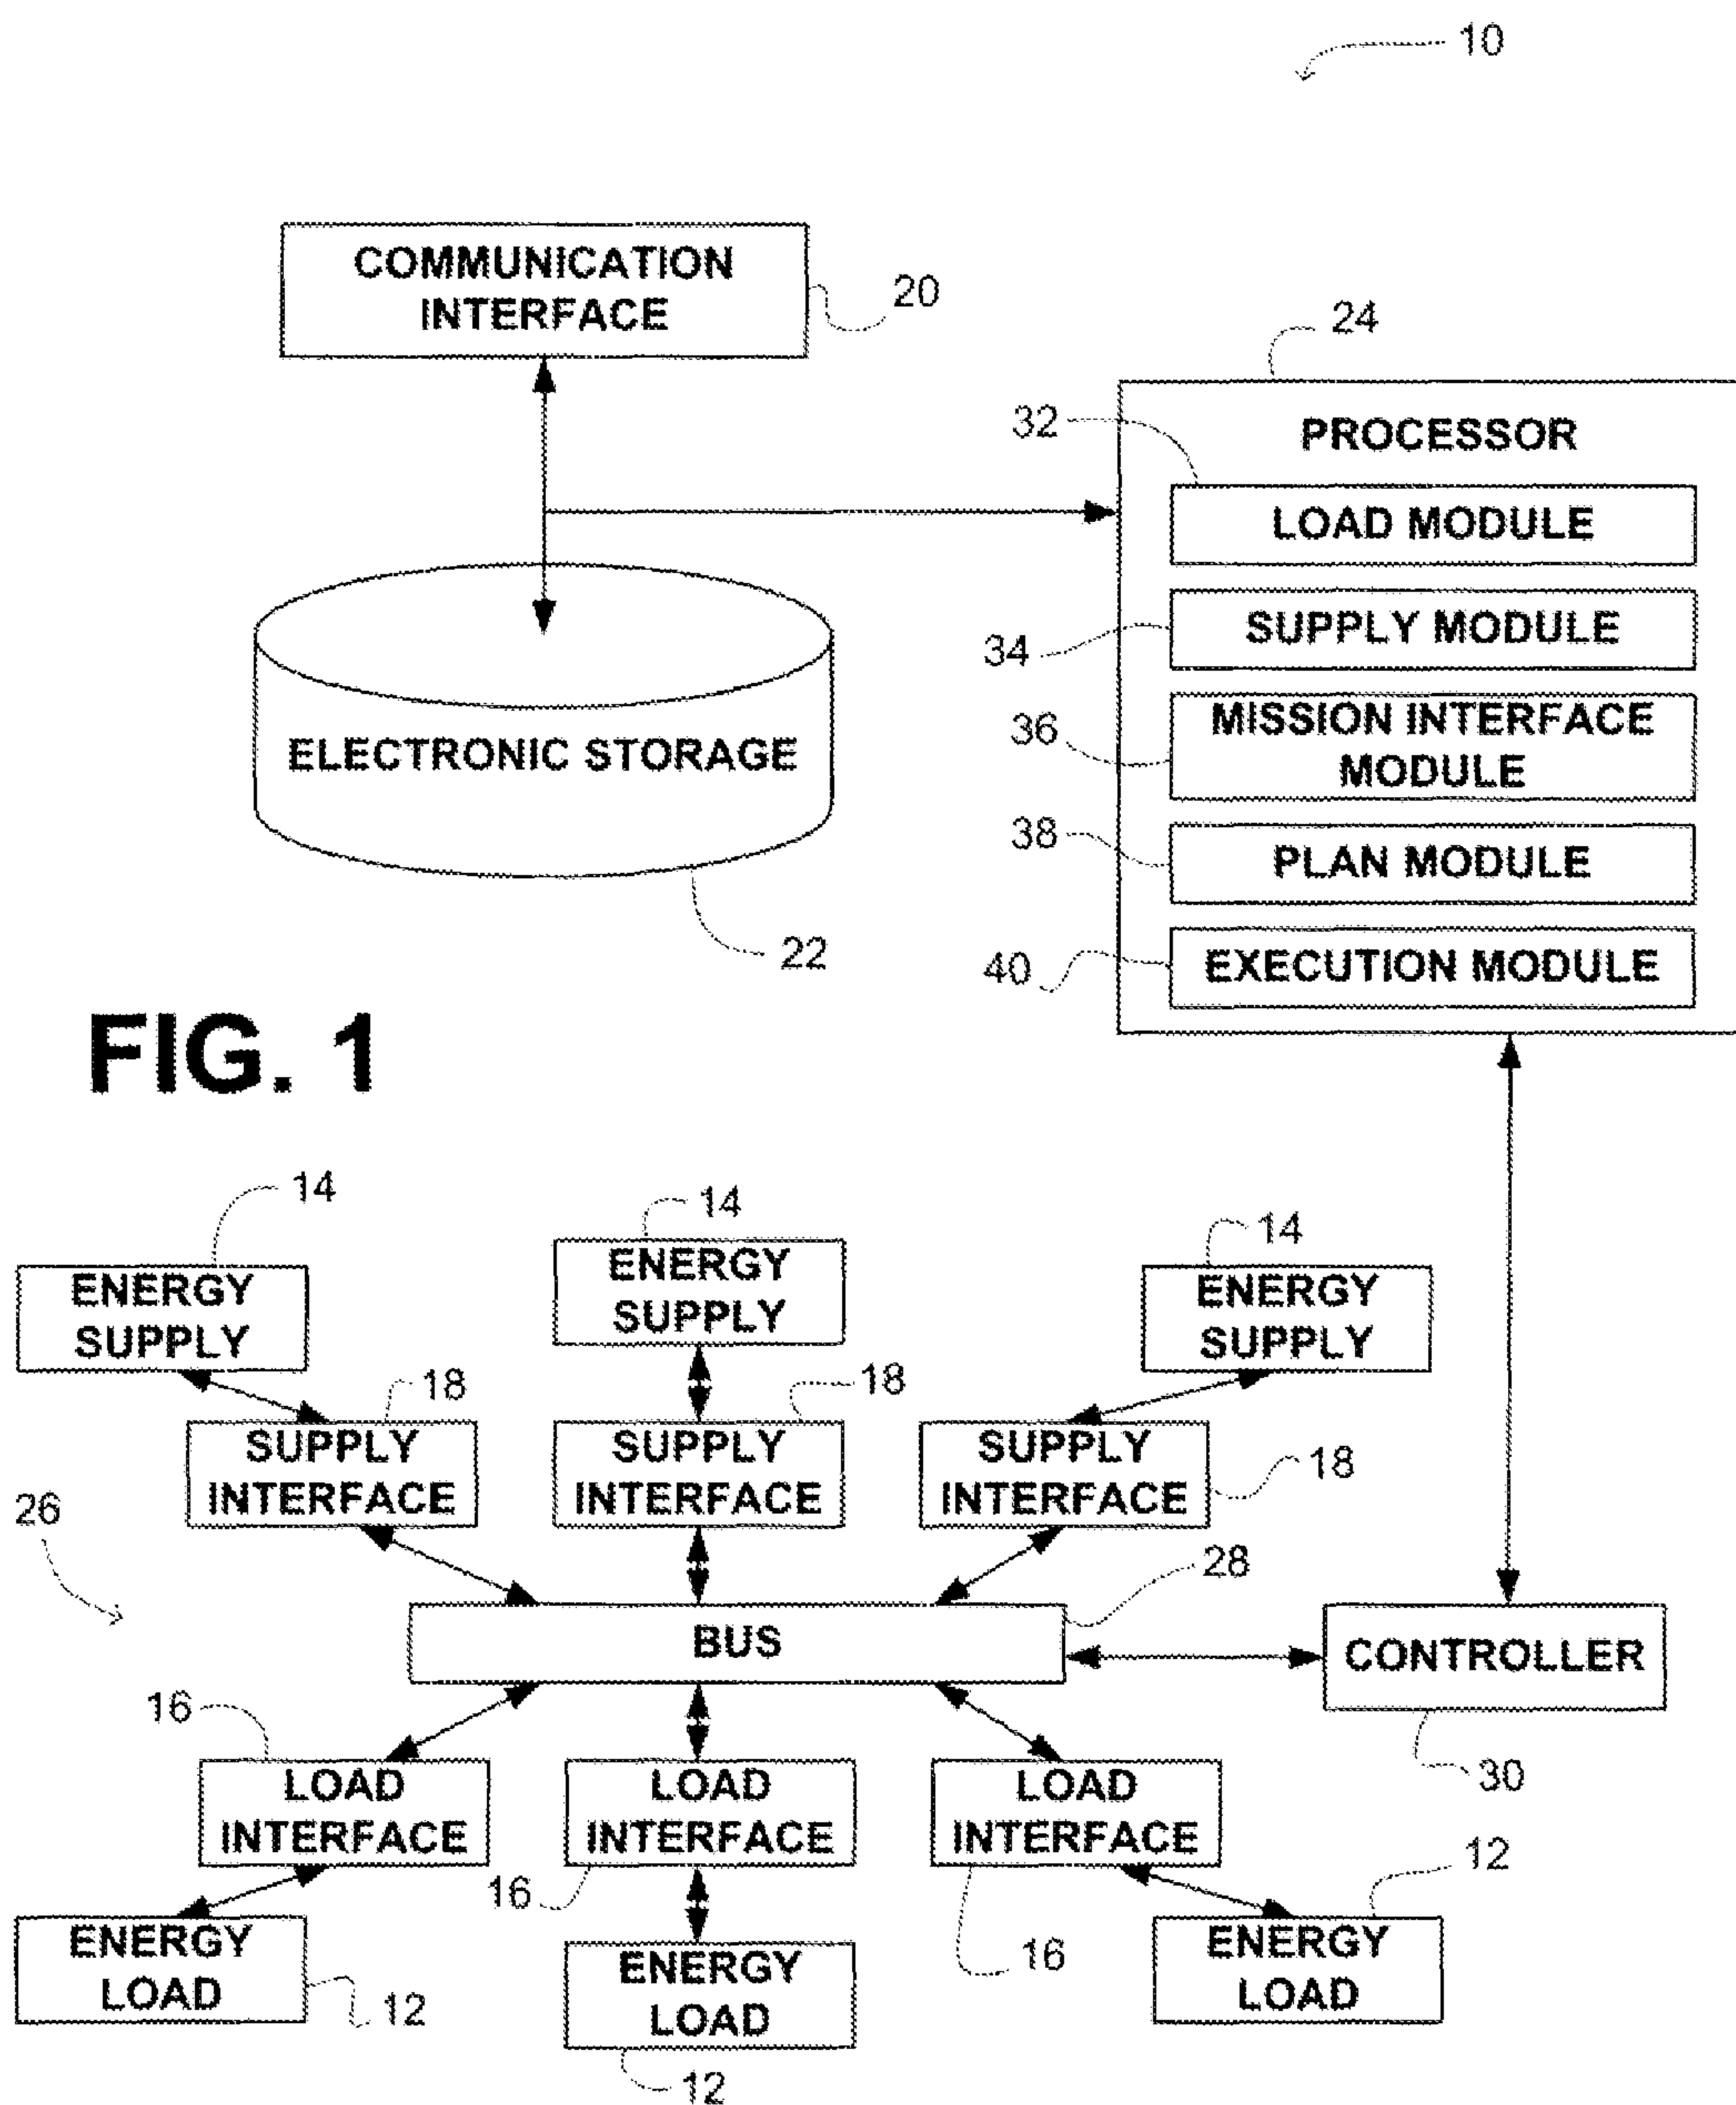 10
COMMUNICATION
INTERFACE
20
24
PROCESSOR
32
LOAD MODULE
34
SUPPLY MODULE
36
MISSION INTERFACE
MODULE
38
PLAN MODULE
40
EXECUTION MODULE
ELECTRONIC STORAGE
22
FIG. 1
14
ENERGY
SUPPLY
14
ENERGY
SUPPLY
14
ENERGY
SUPPLY
18
SUPPLY
INTERFACE
18
SUPPLY
INTERFACE
18
SUPPLY
INTERFACE
26
28
BUS
CONTROLLER
30
16
LOAD
INTERFACE
16
LOAD
INTERFACE
16
LOAD
INTERFACE
12
ENERGY
LOAD
12
ENERGY
LOAD
12
ENERGY
LOAD